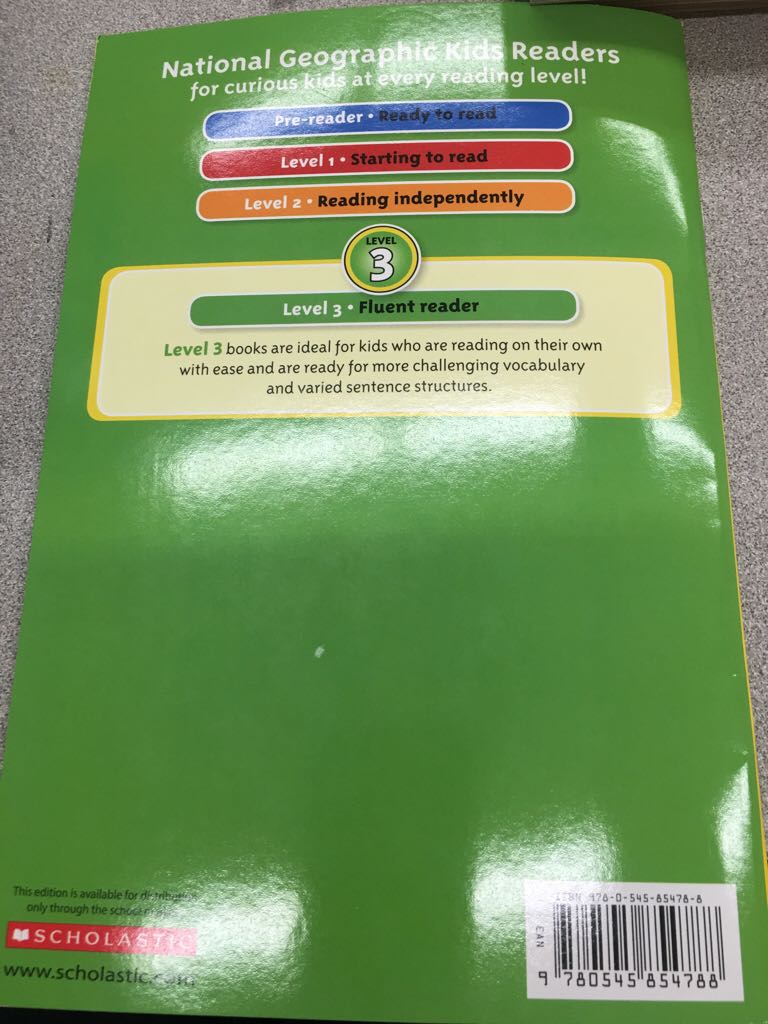 National Geographic Kids Readers
for curious kids at every reading level!
Pre-reader • Ready to read
Level 1 • Starting to read
Level 2 • Reading independently
LEVEL
3
Level 3 • Fluent reader
Level 3 books are ideal for kids who are reading on their own
with ease and are ready for more challenging vocabulary
and varied sentence structures.
This edition is available for distribution
only through the school
SCHOLASTIC
www.scholastic.com
ISBN 978-0-545-85478-8
EAN
9 780545 854788